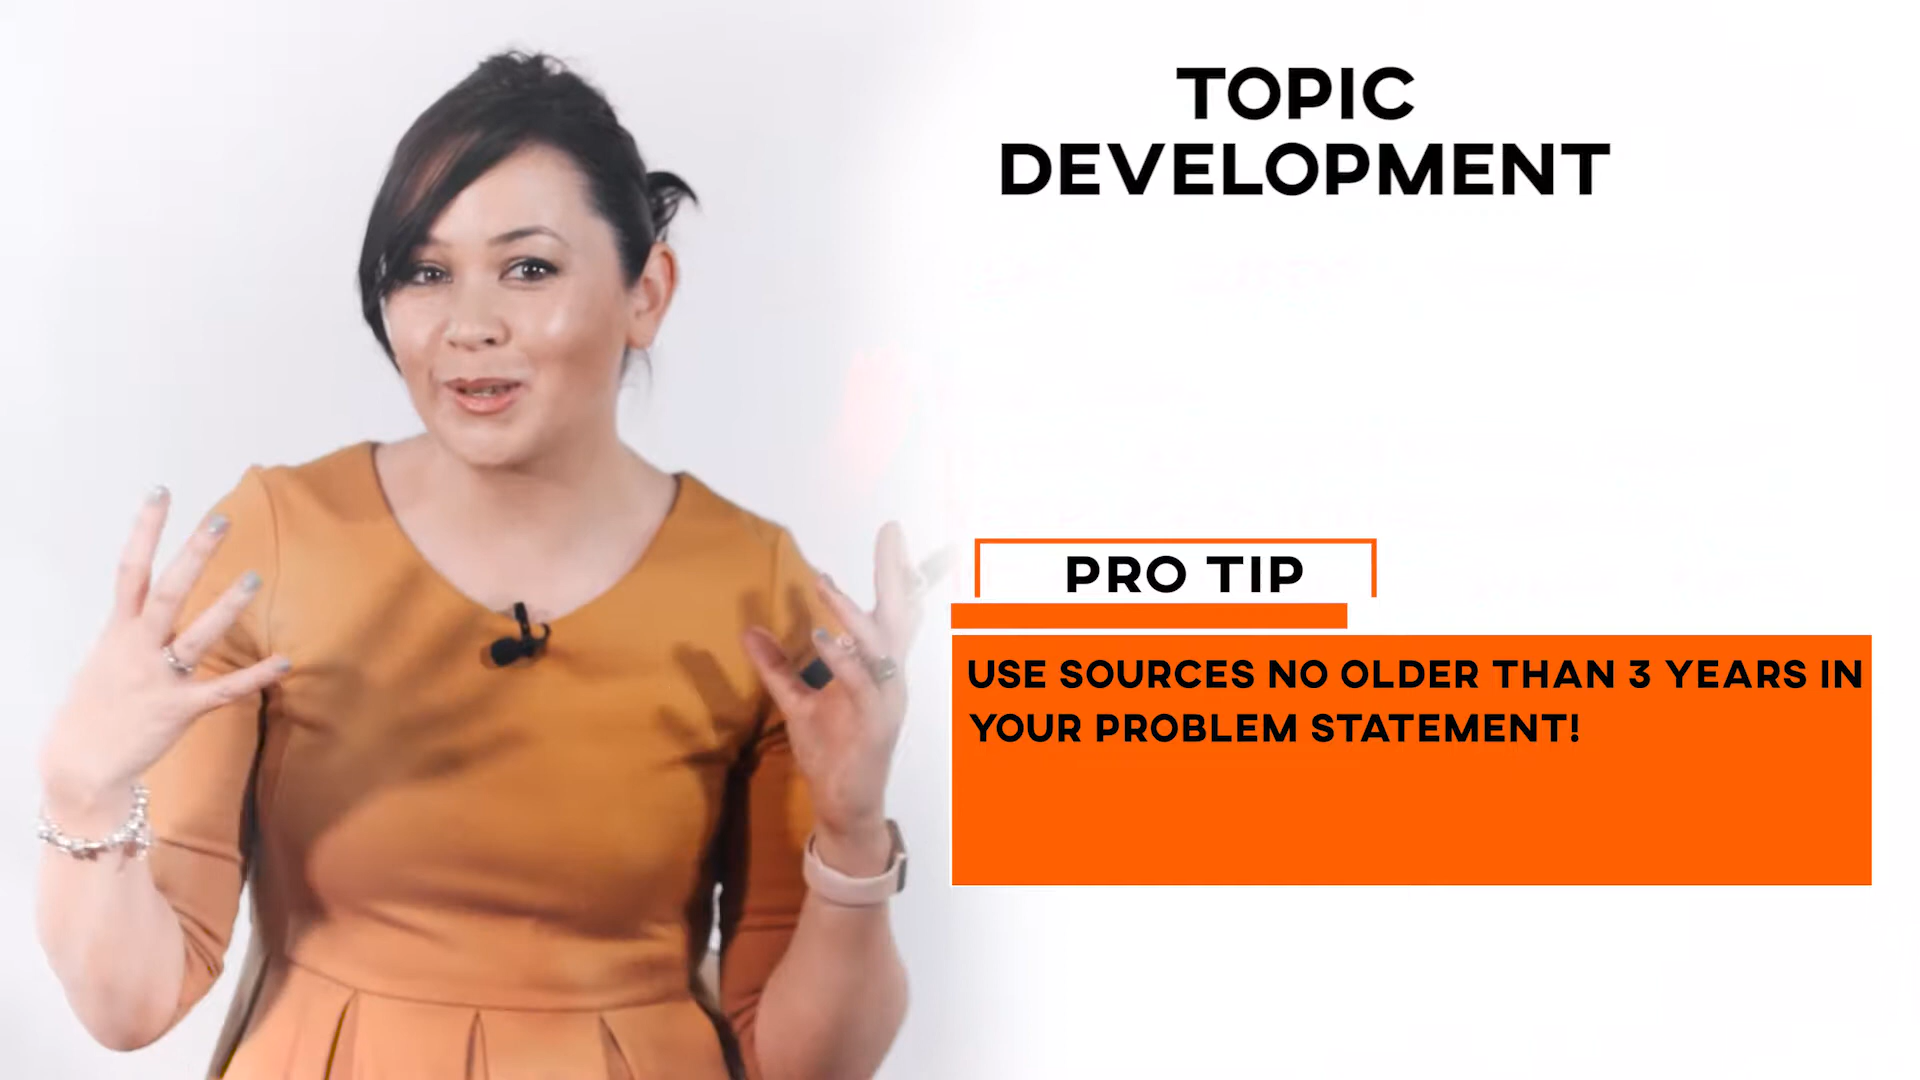 TOPIC
DEVELOPMENT
PRO TIP
USE SOURCES NO OLDER THAN 3 YEARS IN
YOUR PROBLEM STATEMENT!